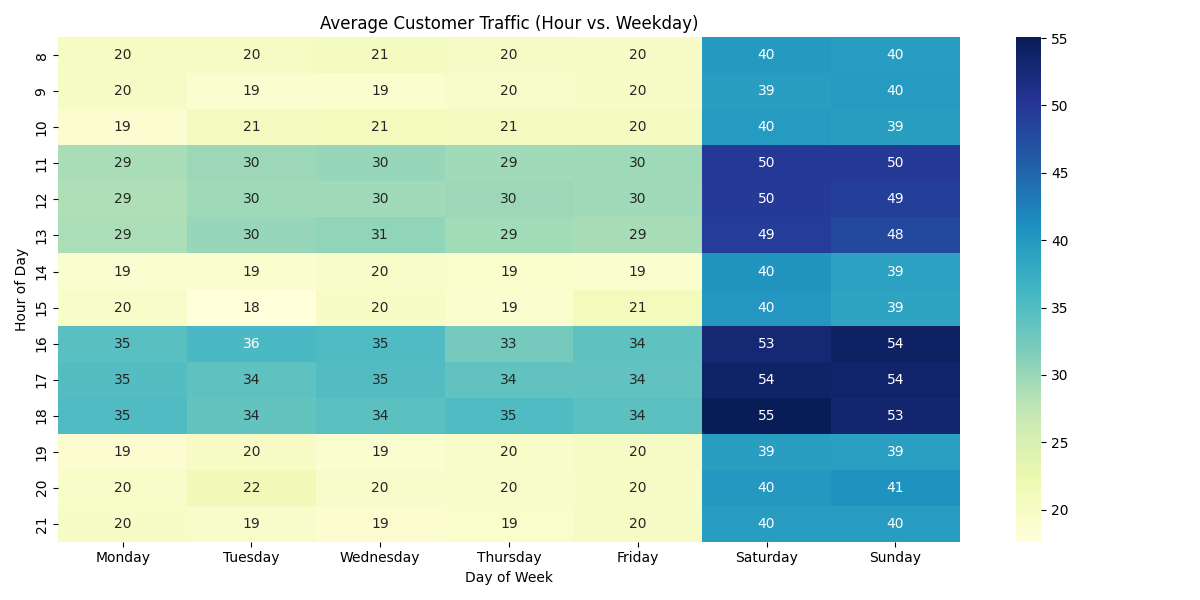 Average Customer Traffic (Hour vs. Weekday)
Hour of Day
8 20 20 21 20 20 40 40
9 20 19 19 20 20 39 40
10 19 21 21 21 20 40 39
11 29 30 30 29 30 50 50
12 29 30 30 30 30 50 49
13 29 30 31 29 29 49 48
14 19 19 20 19 19 40 39
15 20 18 20 19 21 40 39
16 35 36 35 33 34 53 54
17 35 34 35 34 34 54 54
18 35 34 34 35 34 55 53
19 19 20 19 20 20 39 39
20 20 22 20 20 20 40 41
21 20 19 19 19 20 40 40
Monday Tuesday Wednesday Thursday Friday Saturday Sunday
Day of Week
55
50
45
40
35
30
25
20